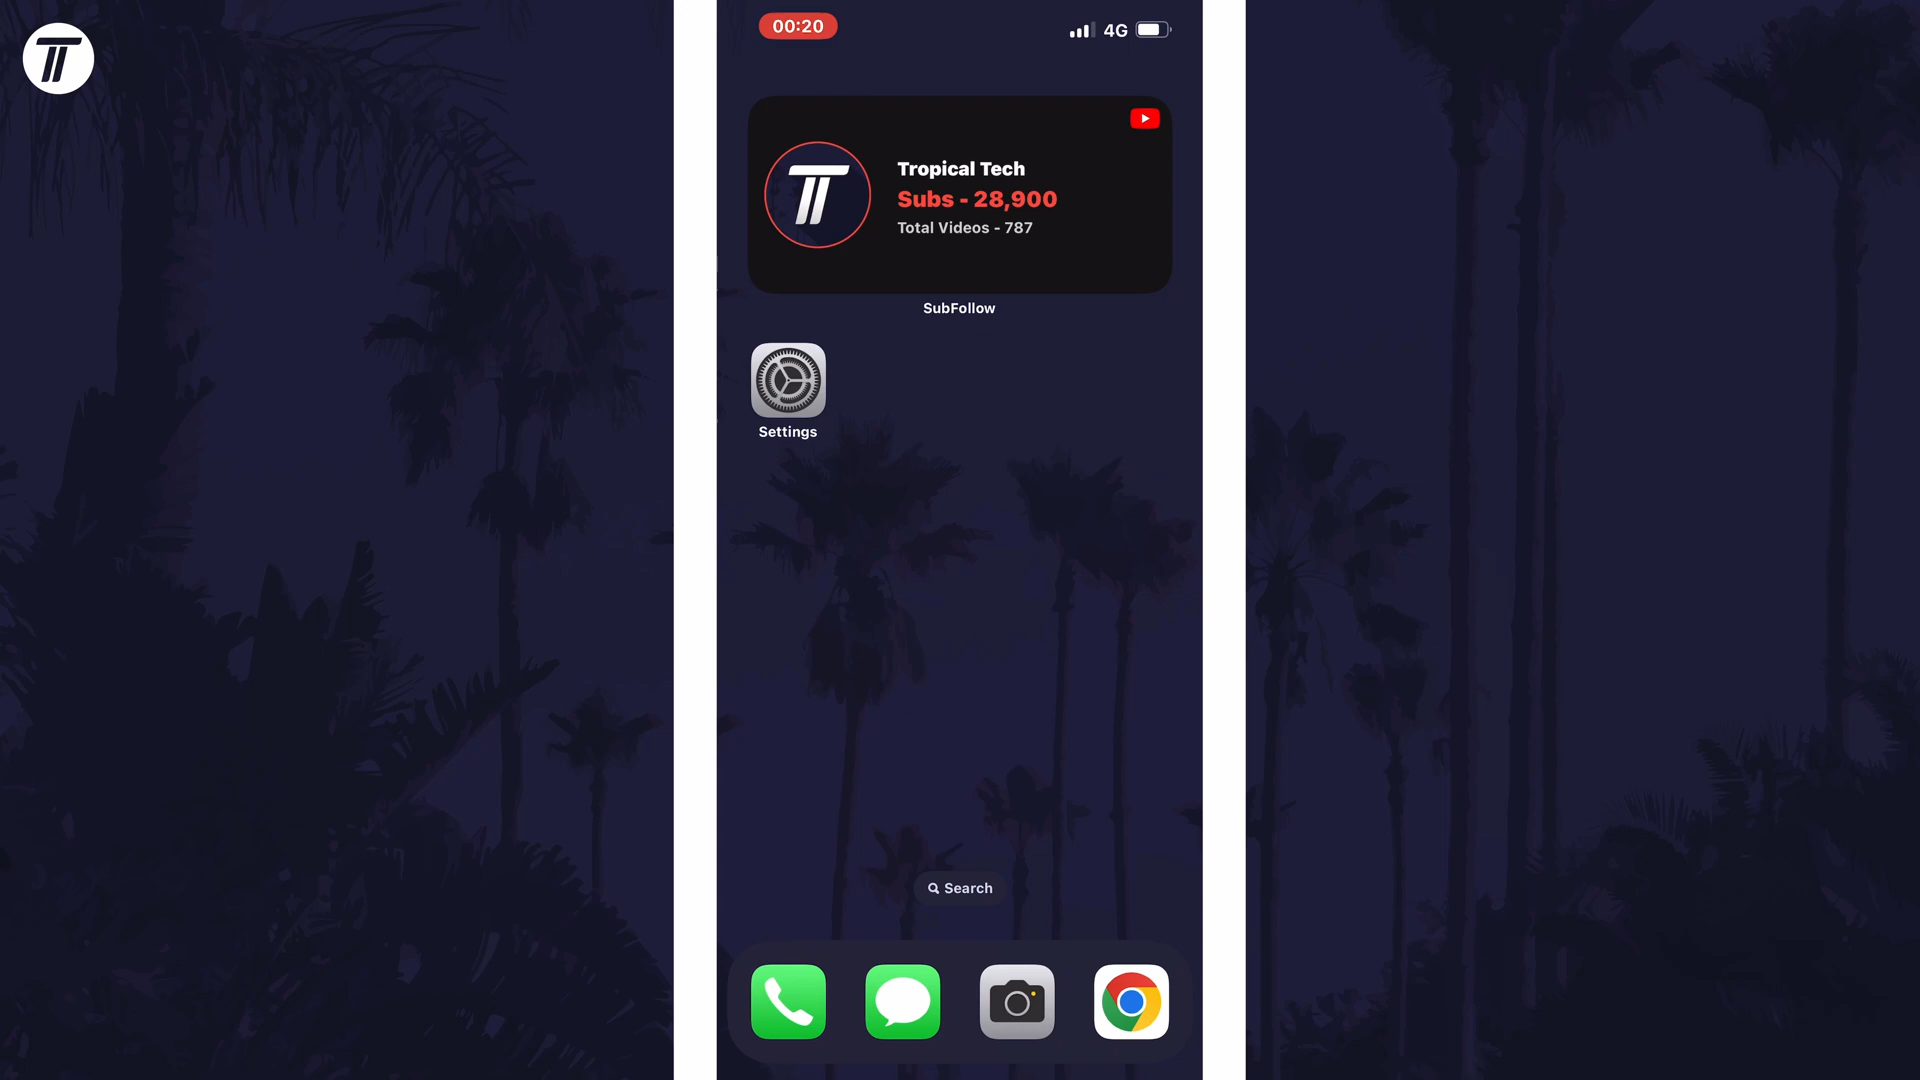 00:20
4G
Tropical Tech
Subs - 28,900
Total Videos - 787
SubFollow
Settings
Search